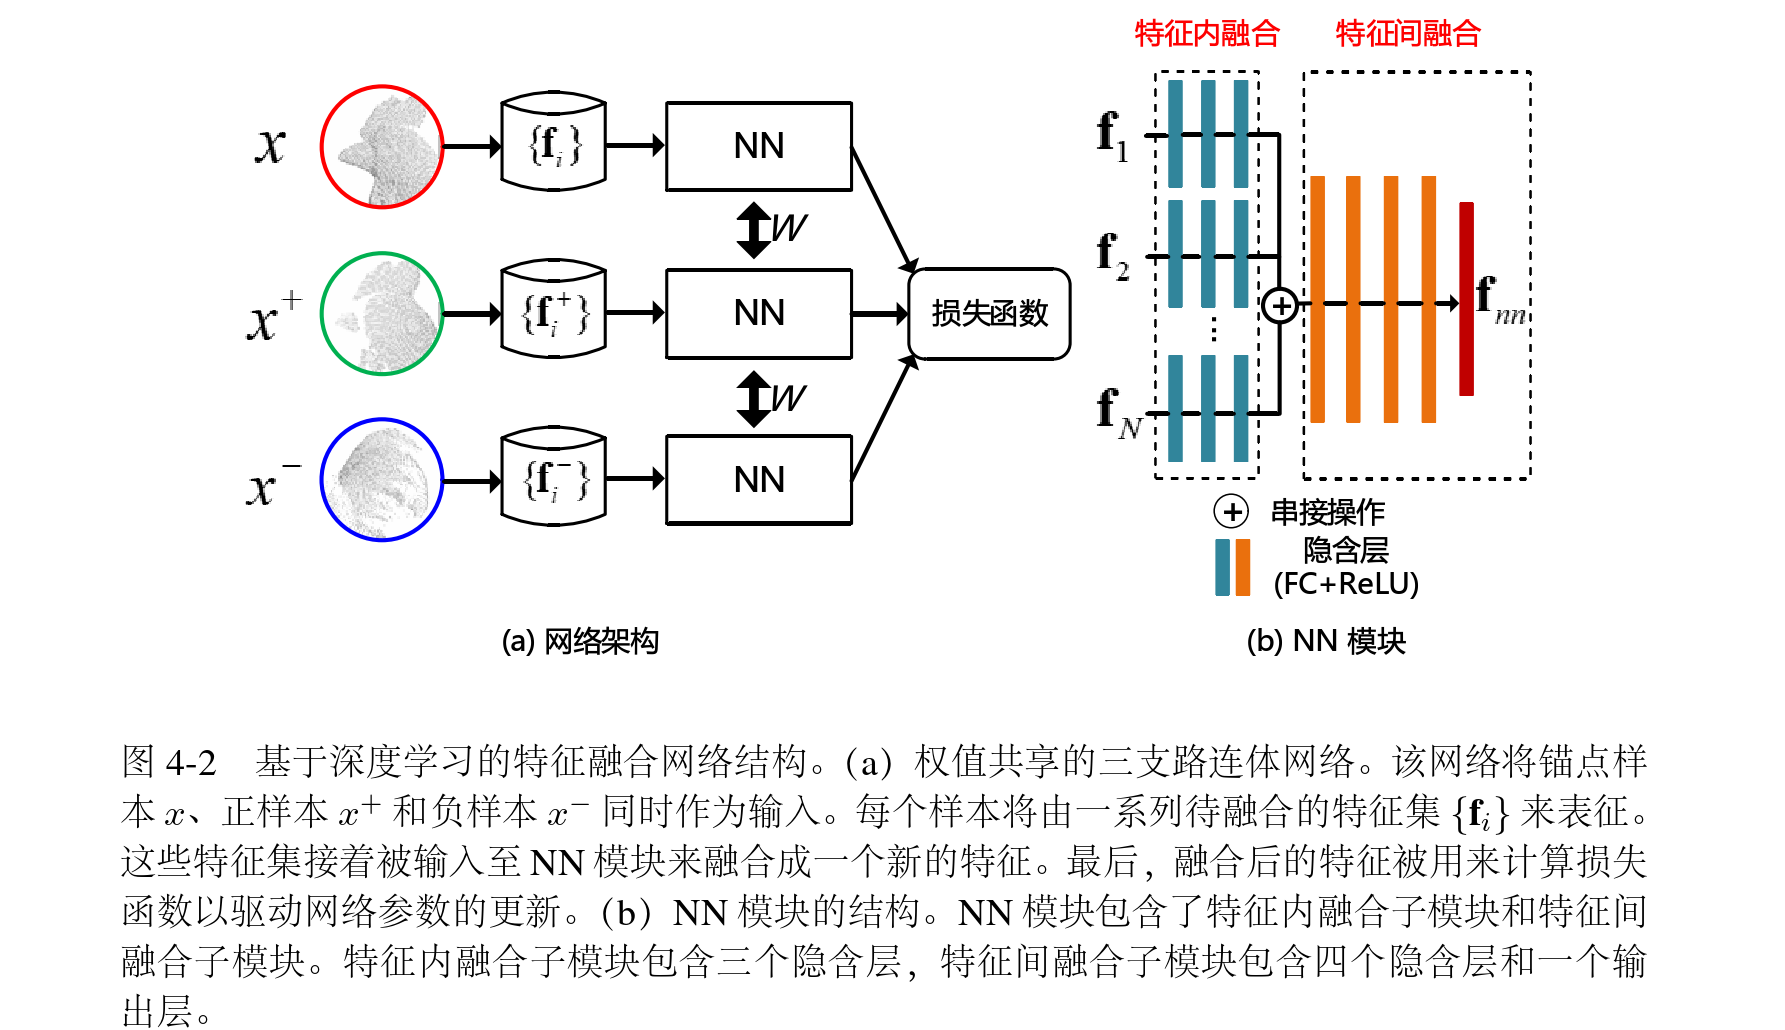 特征内融合 特征间融合
x {f_i} NN
f_1
W
f_2
x^+ {f_i^+} NN 损失函数
f_nn
W
f_N
x^- {f_i^-} NN
串接操作
隐含层
(FC+ReLU)
(a) 网络架构 (b) NN 模块
图 4-2 基于深度学习的特征融合网络结构。（a）权值共享的三支路连体网络。该网络将锚点样
本 x、正样本 x^+ 和负样本 x^- 同时作为输入。每个样本将由一系列待融合的特征集 {f_i} 来表征。
这些特征集接着被输入至 NN 模块来融合成一个新的特征。最后，融合后的特征被用来计算损失
函数以驱动网络参数的更新。（b）NN 模块的结构。NN 模块包含了特征内融合子模块和特征间
融合子模块。特征内融合子模块包含三个隐含层，特征间融合子模块包含四个隐含层和一个输
出层。